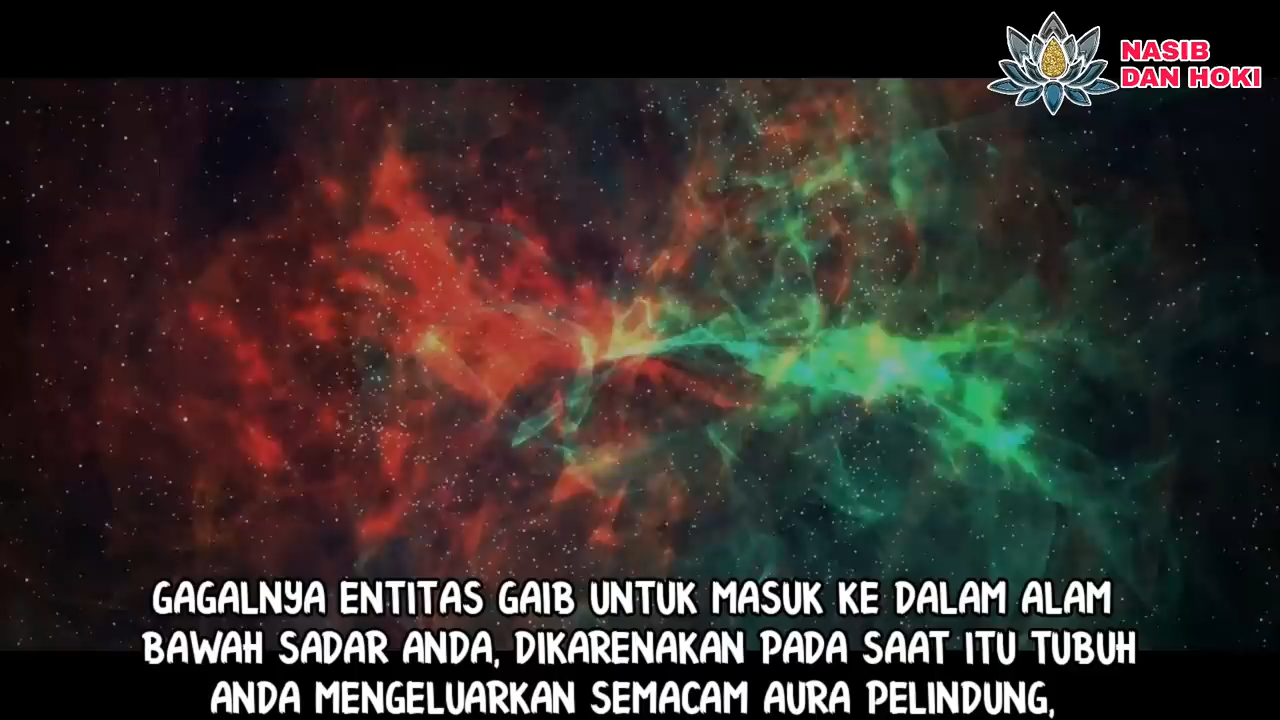 NASIB
DAN HOKI
GAGALNYA ENTITAS GAIB UNTUK MASUK KE DALAM ALAM
BAWAH SADAR ANDA, DIKARENAKAN PADA SAAT ITU TUBUH
ANDA MENGELUARKAN SEMACAM AURA PELINDUNG,